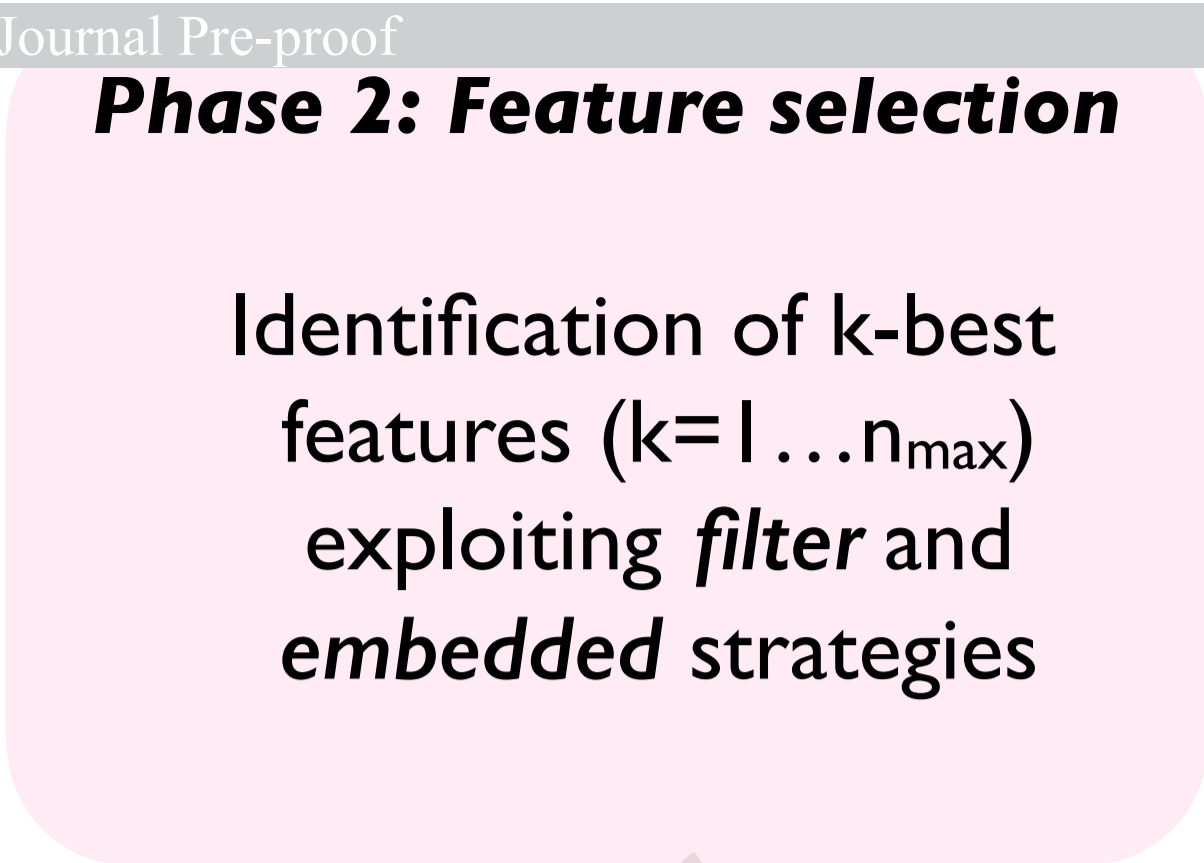 Journal Pre-proof
Phase 2: Feature selection
Identification of k-best
features (k=1…nmax)
exploiting filter and
embedded strategies